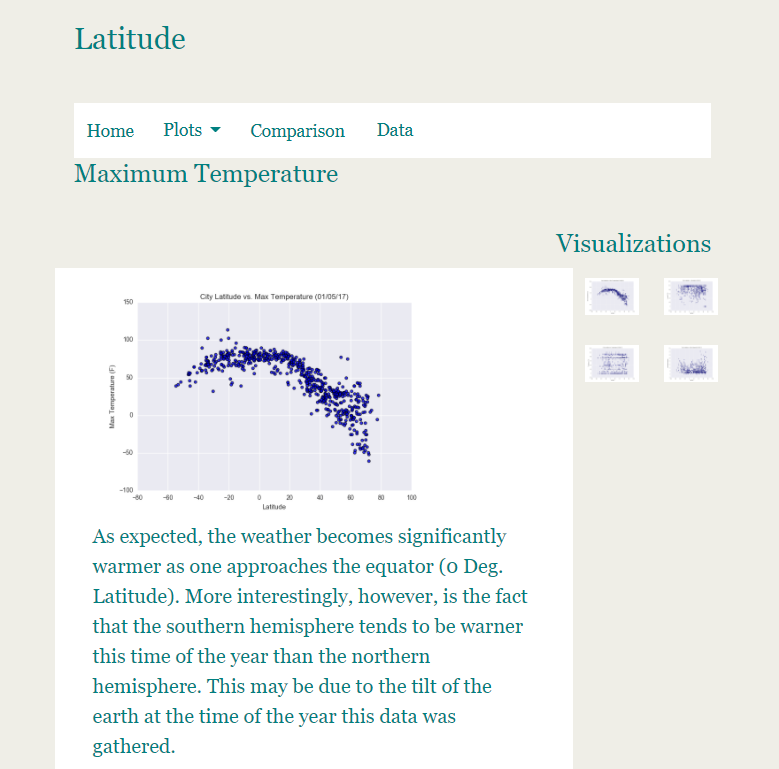 Latitude
Home Plots Comparison Data
Maximum Temperature
Visualizations
City Latitude vs. Max Temperature (01/05/17)
150
100
50
0
−50
−100
Max Temperature (F)
−80 −60 −40 −20 0 20 40 60 80 100
Latitude
As expected, the weather becomes significantly
warmer as one approaches the equator (0 Deg.
Latitude). More interestingly, however, is the fact
that the southern hemisphere tends to be warner
this time of the year than the northern
hemisphere. This may be due to the tilt of the
earth at the time of the year this data was
gathered.